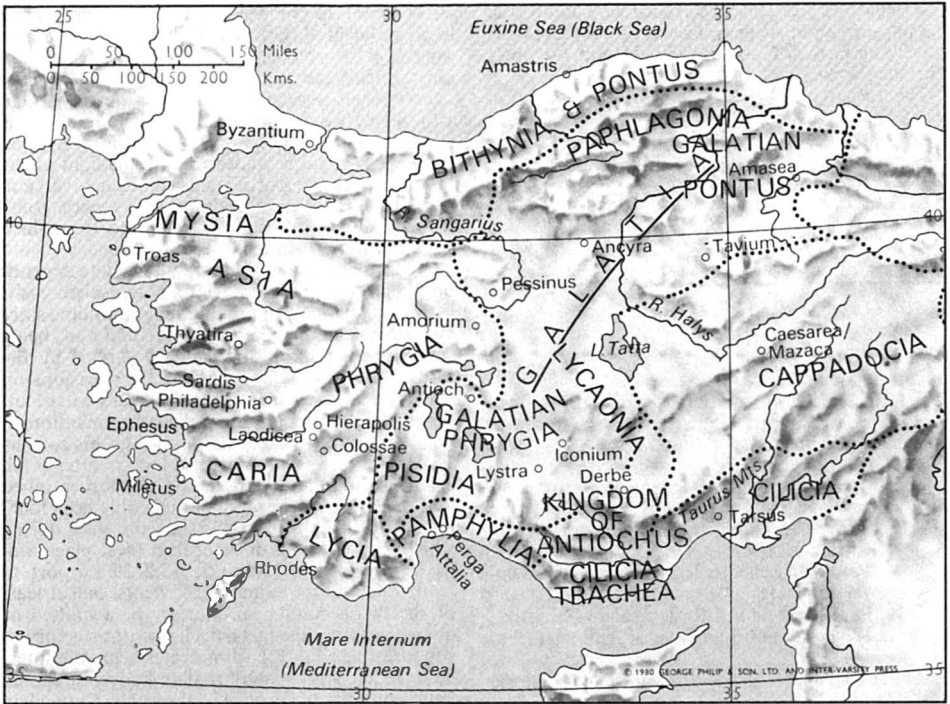 25
30
35
Euxine Sea (Black Sea)
0 50 100 150 Miles
0 50 100 150 200 Kms.
Amastris
Byzantium
BITHYNIA & PONTUS
PAPHLAGONIA
GALATIAN
PONTUS
Amasea
40
40
MYSIA
R. Sangarius
GALATIA
Ancyra
Tavium
Troas
ASIA
Pessinus
R. Halys
Amorium
L. Tatta
Thyatira
PHRYGIA
LYCAONIA
Caesarea/
Mazaca
CAPPADOCIA
Sardis
Philadelphia
Antioch
GALATIAN
PHRYGIA
Ephesus
Hierapolis
Laodicea
Colossae
Iconium
CARIA
PISIDIA
Lystra
Derbe
Miletus
Taurus Mts.
CILICIA
Tarsus
KINGDOM
OF
ANTIOCHUS
LYCIA
PAMPHYLIA
Perga
Attalia
CILICIA
TRACHEA
Rhodes
Mare Internum
(Mediterranean Sea)
© 1980 GEORGE PHILIP & SON, LTD. AND INTER-VARSITY PRESS
35
35
30
35